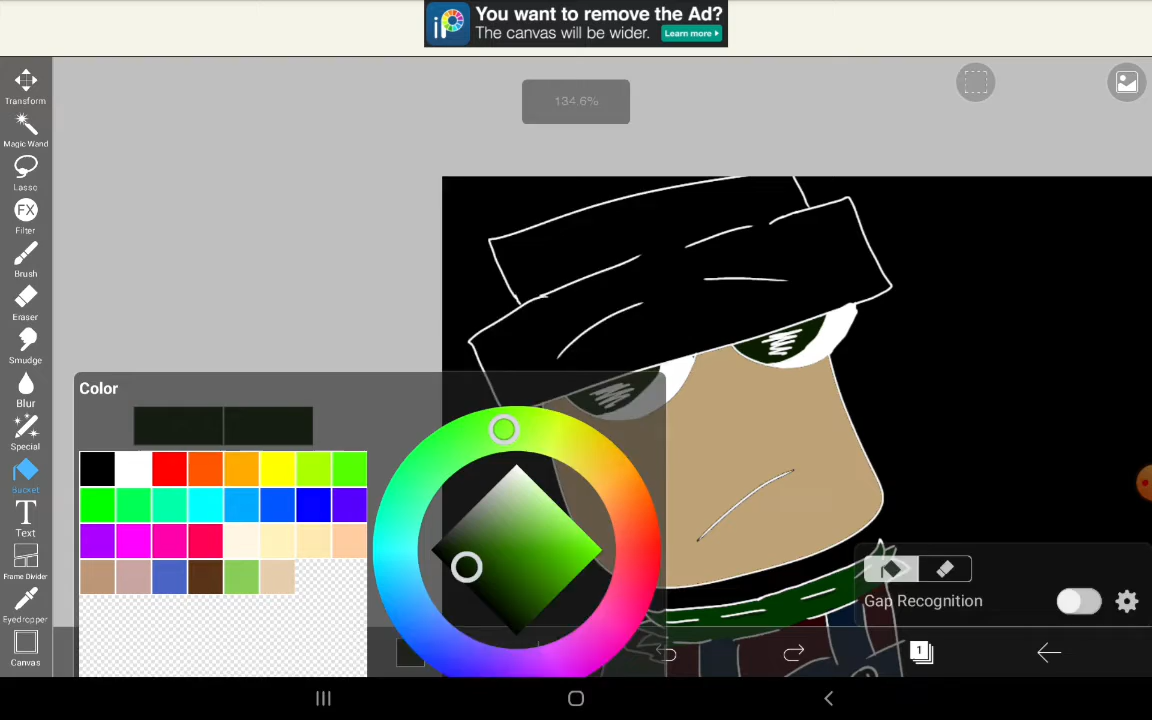 You want to remove the Ad?
iP
The canvas will be wider.
Learn more
134.6%
Transform
Magic Wand
Lasso
FX
Filter
Brush
Eraser
Smudge
Blur
Special
Bucket
T
Text
Frame Divider
Eyedropper
Canvas
Color
Gap Recognition
1